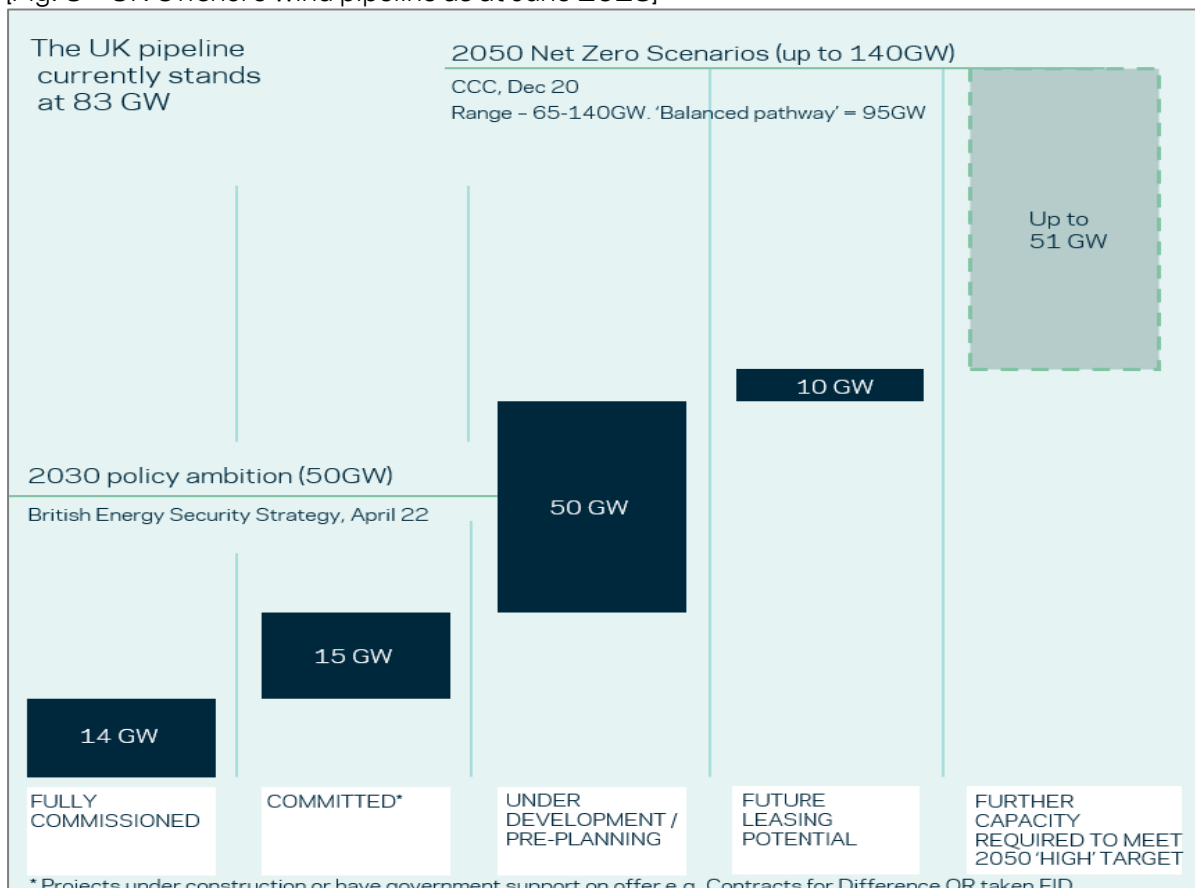 The UK pipeline
currently stands
at 83 GW
2050 Net Zero Scenarios (up to 140GW)
CCC, Dec 20
Range – 65-140GW. ‘Balanced pathway’ = 95GW
Up to
51 GW
10 GW
2030 policy ambition (50GW)
British Energy Security Strategy, April 22
50 GW
15 GW
14 GW
FULLY
COMMISSIONED
COMMITTED*
UNDER
DEVELOPMENT /
PRE-PLANNING
FUTURE
LEASING
POTENTIAL
FURTHER
CAPACITY
REQUIRED TO MEET
2050 ‘HIGH’ TARGET
* Projects under construction or have government support on offer e.g. Contracts for Difference OR taken FID